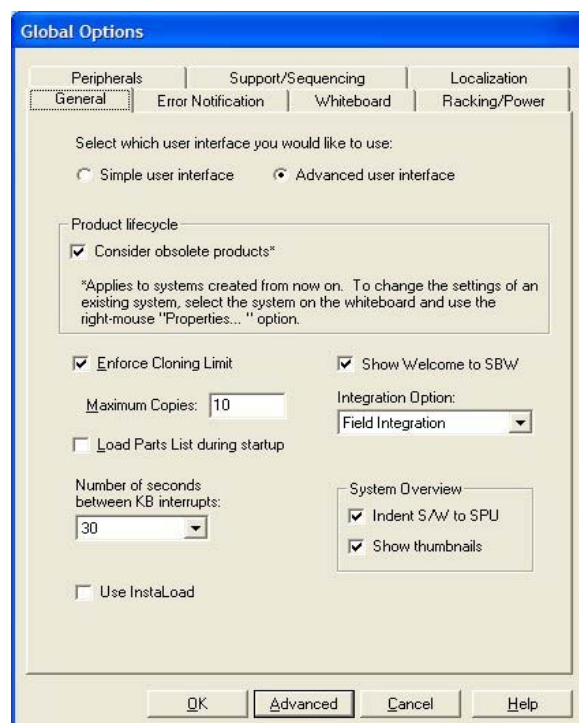 Global Options
Peripherals Support/Sequencing Localization
General Error Notification Whiteboard Racking/Power
Select which user interface you would like to use:
Simple user interface Advanced user interface
Product lifecycle
Consider obsolete products*
*Applies to systems created from now on. To change the settings of an
existing system, select the system on the whiteboard and use the
right-mouse "Properties... " option.
Enforce Cloning Limit Show Welcome to SBW
Maximum Copies: 10
Integration Option:
Field Integration
Load Parts List during startup
Number of seconds
between KB interrupts:
30
System Overview
Indent S/W to SPU
Show thumbnails
Use InstaLoad
OK Advanced Cancel Help